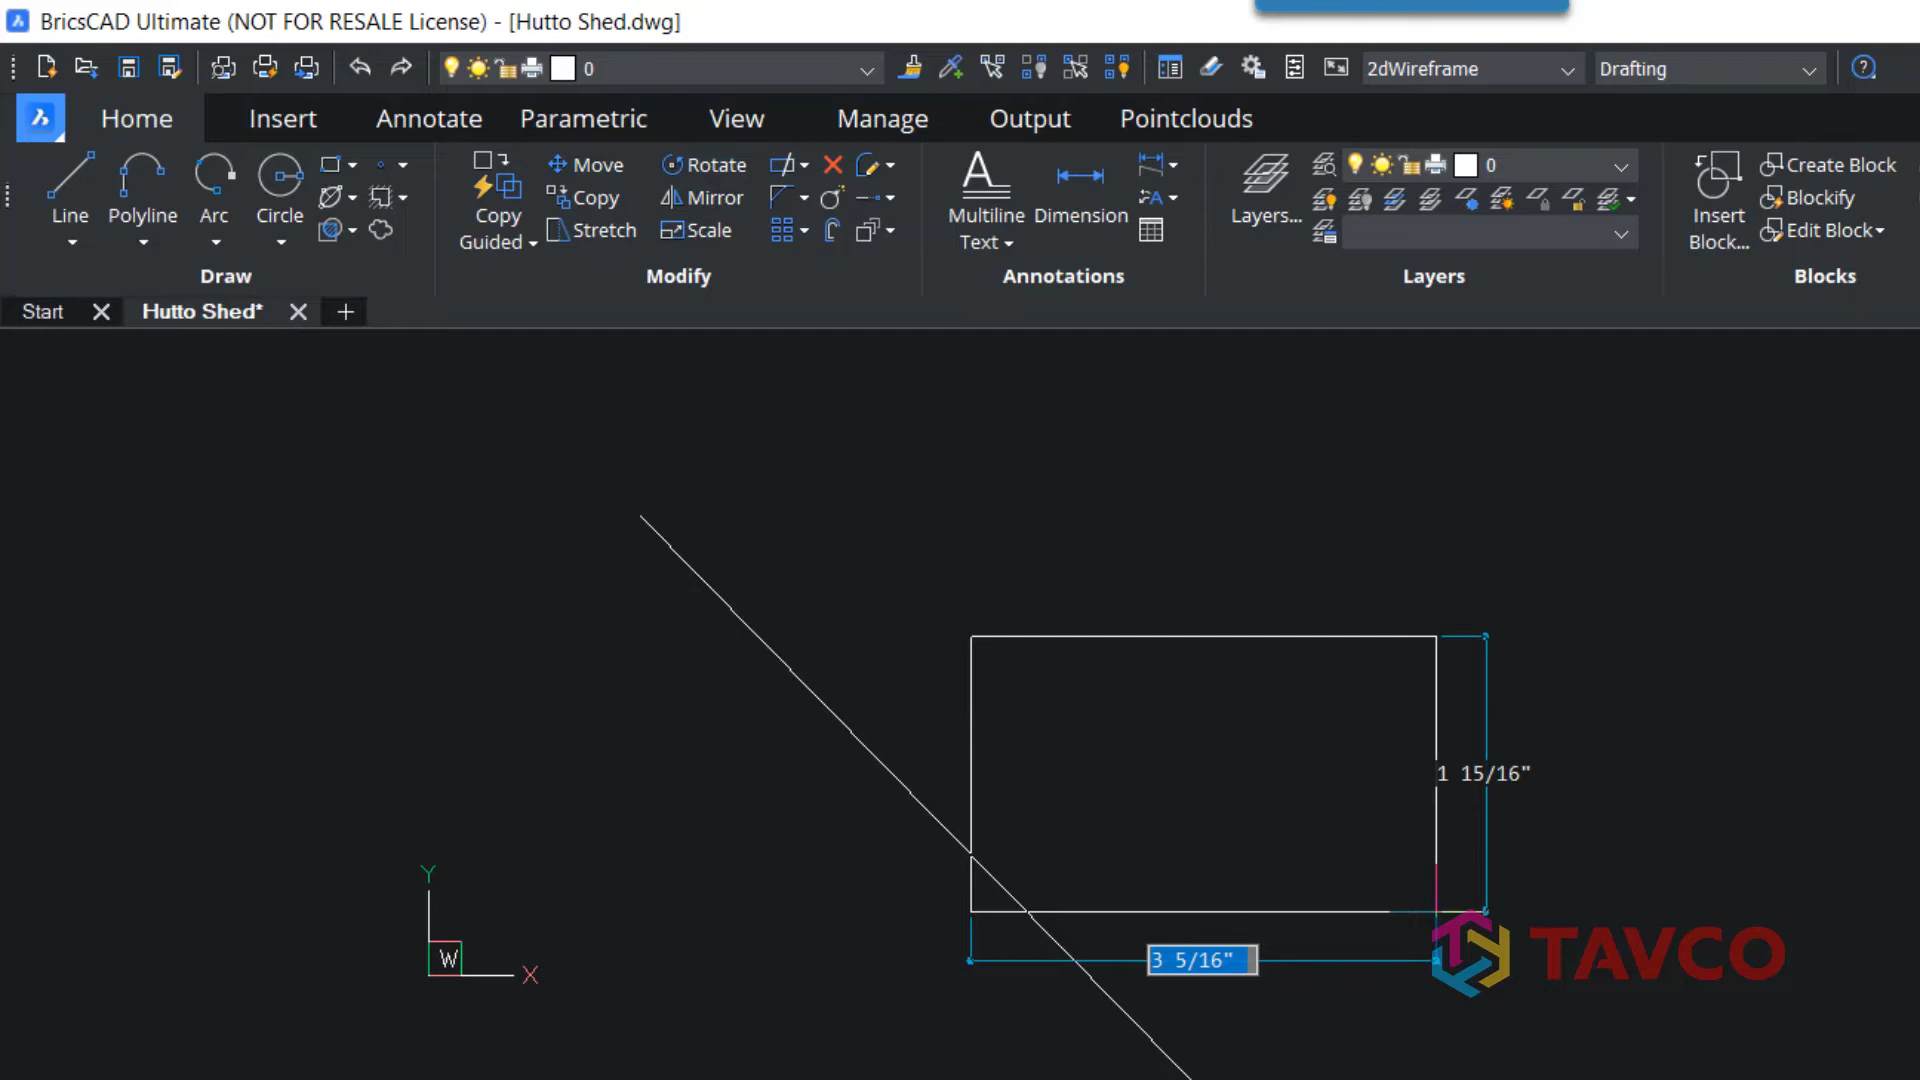 BricsCAD Ultimate (NOT FOR RESALE License) - [Hutto Shed.dwg]
0 2dWireframe Drafting
Home Insert Annotate Parametric View Manage Output Pointclouds
Line Polyline Arc Circle
Copy Guided
Move Rotate
Copy Mirror
Stretch Scale
Multiline Text
Dimension
Layers...
0
Insert Block...
Create Block
Blockify
Edit Block
Draw Modify Annotations Layers Blocks
Start Hutto Shed*
1 15/16"
Y
W
X
3 5/16"
TAVCO